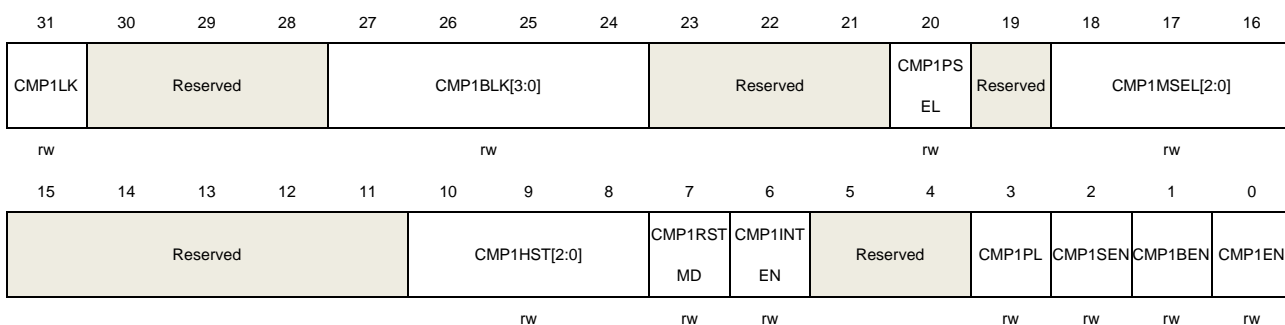 31 30 29 28 27 26 25 24 23 22 21 20 19 18 17 16
CMP1LK Reserved CMP1BLK[3:0] Reserved CMP1PS
EL Reserved CMP1MSEL[2:0]
rw rw rw rw
15 14 13 12 11 10 9 8 7 6 5 4 3 2 1 0
Reserved CMP1HST[2:0] CMP1RST
MD CMP1INT
EN Reserved CMP1PL CMP1SEN CMP1BEN CMP1EN
rw rw rw rw rw rw rw